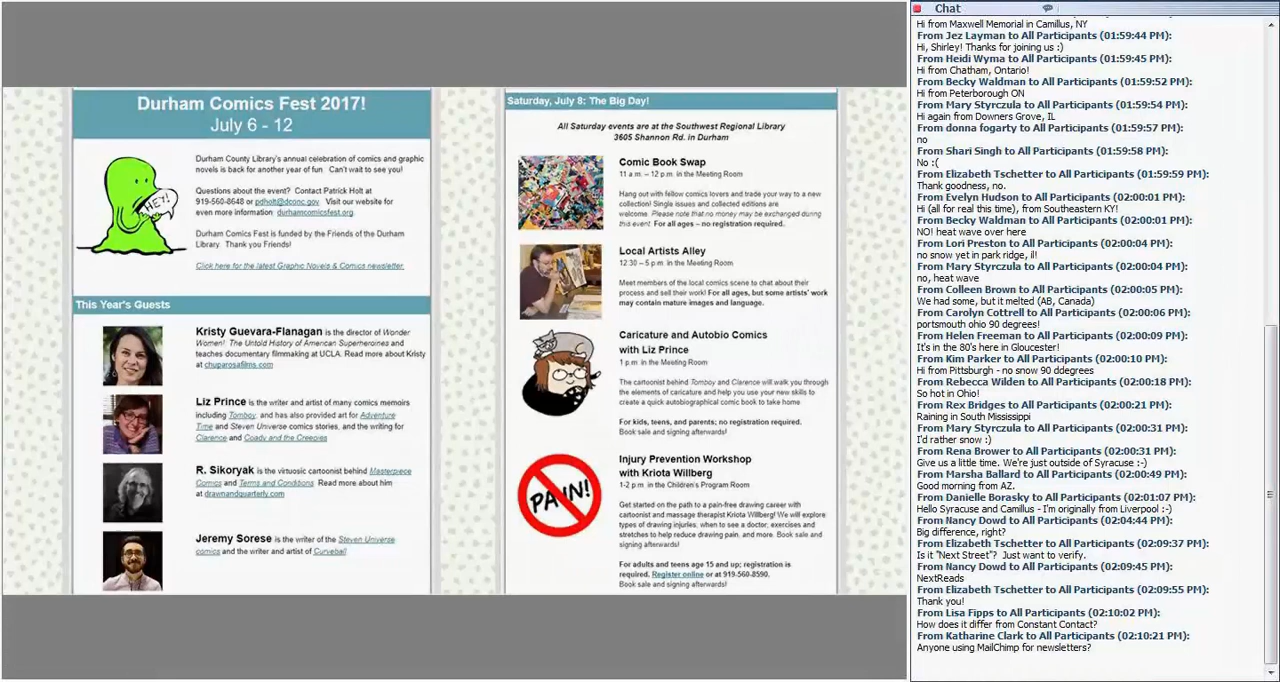 Durham Comics Fest 2017!
July 6 - 12
HEY!
Durham County Library's annual celebration of comics and graphic
novels is back for another year of fun. Can't wait to see you!
Questions about the event? Contact Patrick Holt at
919-560-8648 or pdholt@dconc.gov. Visit our website for
even more information: durhamcomicsfest.org.
Durham Comics Fest is funded by the Friends of the Durham
Library. Thank you Friends!
Click here for the latest Graphic Novels & Comics newsletter.
This Year's Guests
Kristy Guevara-Flanagan is the director of Wonder
Women! The Untold History of American Superheroines and
teaches documentary filmmaking at UCLA. Read more about Kristy
at chuparosafilms.com
Liz Prince is the writer and artist of many comics memoirs
including Tomboy, and has also provided art for Adventure
Time and Steven Universe comics stories, and the writing for
Clarence and Coady and the Creepies
R. Sikoryak is the virtuosic cartoonist behind Masterpiece
Comics and Terms and Conditions. Read more about him
at drawnandquarterly.com
Jeremy Sorese is the writer of the Steven Universe
comics and the writer and artist of Curveball
Saturday, July 8: The Big Day!
All Saturday events are at the Southwest Regional Library
3605 Shannon Rd. in Durham
Comic Book Swap
11 a.m. – 12 p.m. in the Meeting Room
Hang out with fellow comics lovers and trade your way to a new
collection! Single issues and collected editions are
welcome. Please note that no money may be exchanged during
this event. For all ages – no registration required.
Local Artists Alley
12:30 – 5 p.m. in the Meeting Room
Meet members of the local comics scene to chat about their
process and sell their work! For all ages, but some artists' work
may contain mature images and language.
Caricature and Autobio Comics
with Liz Prince
1 p.m. in the Meeting Room
The cartoonist behind Tomboy and Clarence will walk you through
the elements of caricature and help you use your new skills to
create a quick autobiographical comic book to take home
For kids, teens, and parents; no registration required.
Book sale and signing afterwards!
PAIN!
Injury Prevention Workshop
with Kriota Willberg
1-2 p.m. in the Children's Program Room
Get started on the path to a pain-free drawing career with
cartoonist and massage therapist Kriota Willberg! We will explore
types of drawing injuries, when to see a doctor, exercises and
stretches to help reduce drawing pain, and more. Book sale and
signing afterwards!
For adults and teens age 15 and up; registration is
required. Register online or at 919-560-8590.
Book sale and signing afterwards!
Chat
Hi from Maxwell Memorial in Camillus, NY
From Jez Layman to All Participants (01:59:44 PM):
Hi, Shirley! Thanks for joining us :)
From Heidi Wyma to All Participants (01:59:45 PM):
Hi from Chatham, Ontario!
From Becky Waldman to All Participants (01:59:52 PM):
Hi from Peterborough ON
From Mary Styrczula to All Participants (01:59:54 PM):
Hi again from Downers Grove, IL
From donna fogarty to All Participants (01:59:57 PM):
no
From Shari Singh to All Participants (01:59:58 PM):
No :(
From Elizabeth Tschetter to All Participants (01:59:59 PM):
Thank goodness, no.
From Evelyn Hudson to All Participants (02:00:01 PM):
Hi (all for real this time), from Southeastern KY!
From Becky Waldman to All Participants (02:00:01 PM):
NO! heat wave over here
From Lori Preston to All Participants (02:00:04 PM):
no snow yet in park ridge, il!
From Mary Styrczula to All Participants (02:00:04 PM):
no, heat wave
From Colleen Brown to All Participants (02:00:05 PM):
We had some, but it melted (AB, Canada)
From Carolyn Cottrell to All Participants (02:00:06 PM):
portsmouth ohio 90 degrees!
From Helen Freeman to All Participants (02:00:09 PM):
It's in the 80's here in Gloucester!
From Kim Parker to All Participants (02:00:10 PM):
Hi from Pittsburgh - no snow 90 ddegrees
From Rebecca Wilden to All Participants (02:00:18 PM):
So hot in Ohio!
From Rex Bridges to All Participants (02:00:21 PM):
Raining in South Mississippi
From Mary Styrczula to All Participants (02:00:31 PM):
I'd rather snow :)
From Rena Brower to All Participants (02:00:31 PM):
Give us a little time. We're just outside of Syracuse :-)
From Marsha Ballard to All Participants (02:00:49 PM):
Good morning from AZ.
From Danielle Borasky to All Participants (02:01:07 PM):
Hello Syracuse and Camillus - I'm originally from Liverpool :-)
From Nancy Dowd to All Participants (02:04:44 PM):
Big difference, right?
From Elizabeth Tschetter to All Participants (02:09:37 PM):
Is it "Next Street"? Just want to verify.
From Nancy Dowd to All Participants (02:09:45 PM):
NextReads
From Elizabeth Tschetter to All Participants (02:09:55 PM):
Thank you!
From Lisa Fipps to All Participants (02:10:02 PM):
How does it differ from Constant Contact?
From Katharine Clark to All Participants (02:10:21 PM):
Anyone using MailChimp for newsletters?